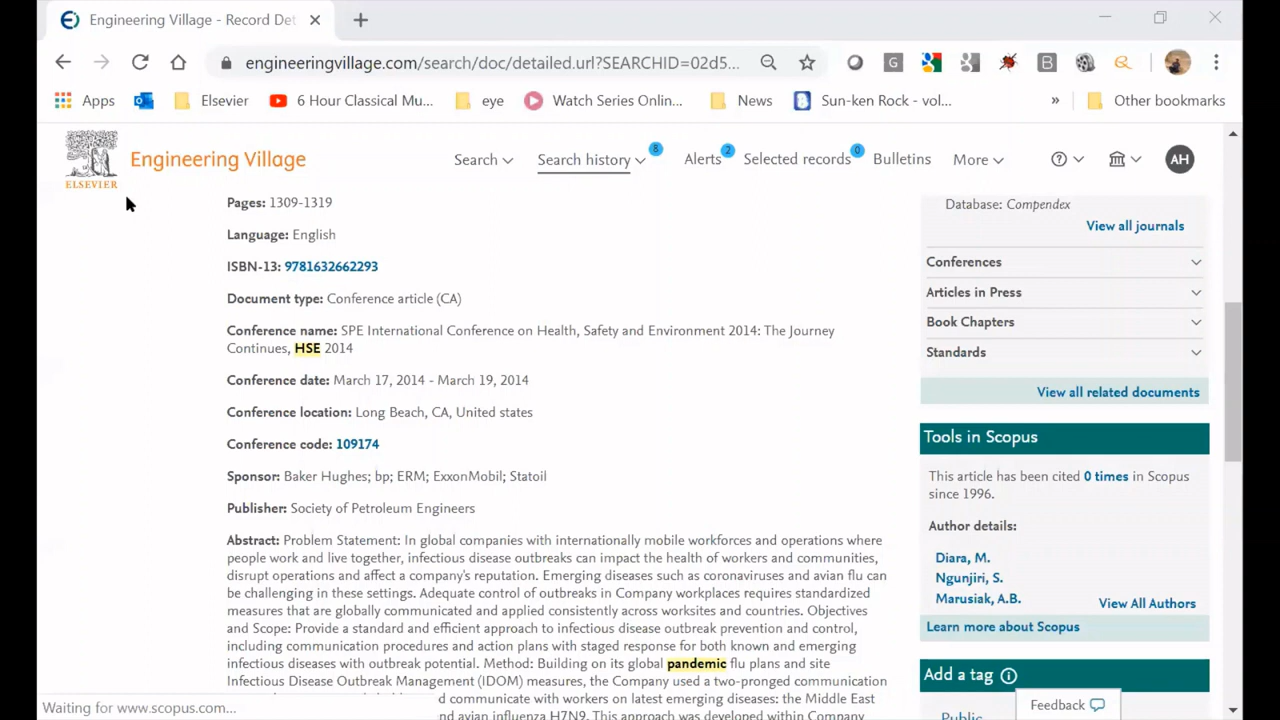 Engineering Village - Record Det
engineeringvillage.com/search/doc/detailed.url?SEARCHID=02d5...
G
B
Apps
Elsevier
6 Hour Classical Mu...
eye
Watch Series Onlin...
News
Sun-ken Rock - vol...
»
Other bookmarks
ELSEVIER
Engineering Village
Search
Search history
8
Alerts
2
Selected records
0
Bulletins
More
AH
Pages: 1309-1319
Language: English
ISBN-13: 9781632662293
Document type: Conference article (CA)
Conference name: SPE International Conference on Health, Safety and Environment 2014: The Journey
Continues, HSE 2014
Conference date: March 17, 2014 - March 19, 2014
Conference location: Long Beach, CA, United states
Conference code: 109174
Sponsor: Baker Hughes; bp; ERM; ExxonMobil; Statoil
Publisher: Society of Petroleum Engineers
Abstract: Problem Statement: In global companies with internationally mobile workforces and operations where
people work and live together, infectious disease outbreaks can impact the health of workers and communities,
disrupt operations and affect a company's reputation. Emerging diseases such as coronaviruses and avian flu can
be challenging in these settings. Adequate control of outbreaks in Company workplaces requires standardized
measures that are globally communicated and applied consistently across worksites and countries. Objectives
and Scope: Provide a standard and efficient approach to infectious disease outbreak prevention and control,
including communication procedures and action plans with staged response for both known and emerging
infectious diseases with outbreak potential. Method: Building on its global pandemic flu plans and site
Infectious Disease Outbreak Management (IDOM) measures, the Company used a two-pronged communication
d communicate with workers on latest emerging diseases: the Middle East
nd avian influenza H7N9. This approach was developed within Company
Database: Compendex
View all journals
Conferences
Articles in Press
Book Chapters
Standards
View all related documents
Tools in Scopus
This article has been cited 0 times in Scopus
since 1996.
Author details:
Diara, M.
Ngunjiri, S.
Marusiak, A.B.
View All Authors
Learn more about Scopus
Add a tag
Public
Feedback
Waiting for www.scopus.com...